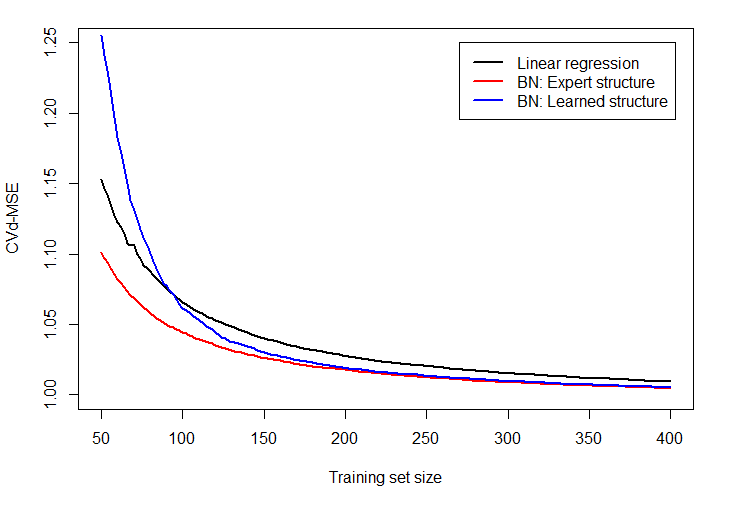 Linear regression
BN: Expert structure
BN: Learned structure
CVd-MSE
1.25
1.20
1.15
1.10
1.05
1.00
50 100 150 200 250 300 350 400
Training set size